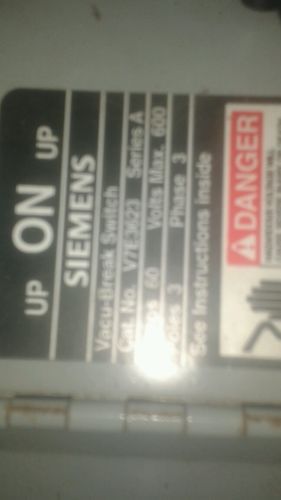 UP ON UP
SIEMENS
Vacu-Break Switch
Cat. No. V7E3623 Series A
60 Volts Max. 600
Poles 3 Phase 3
See Instructions inside
DANGER